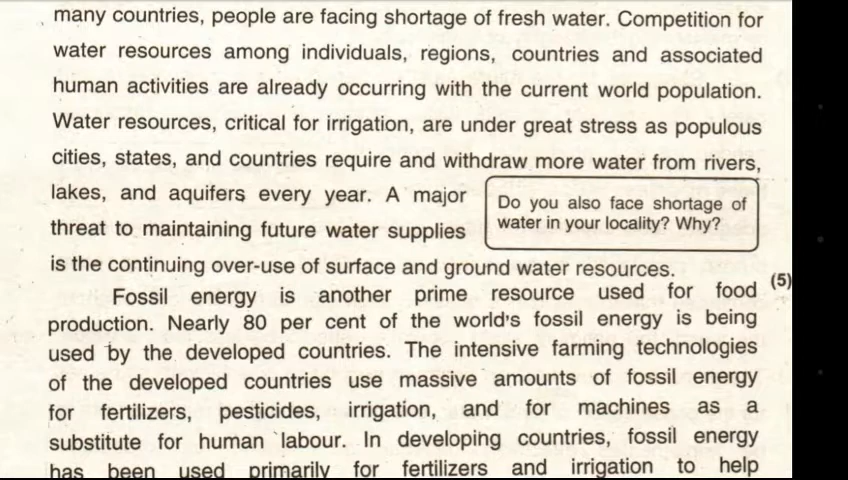 many countries, people are facing shortage of fresh water. Competition for
water resources among individuals, regions, countries and associated
human activities are already occurring with the current world population.
Water resources, critical for irrigation, are under great stress as populous
cities, states, and countries require and withdraw more water from rivers,
lakes, and aquifers every year. A major
threat to maintaining future water supplies
Do you also face shortage of
water in your locality? Why?
is the continuing over-use of surface and ground water resources.
(5)
Fossil energy is another prime resource used for food
production. Nearly 80 per cent of the world's fossil energy is being
used by the developed countries. The intensive farming technologies
of the developed countries use massive amounts of fossil energy
for fertilizers, pesticides, irrigation, and for machines as a
substitute for human labour. In developing countries, fossil energy
has been used primarily for fertilizers and irrigation to help